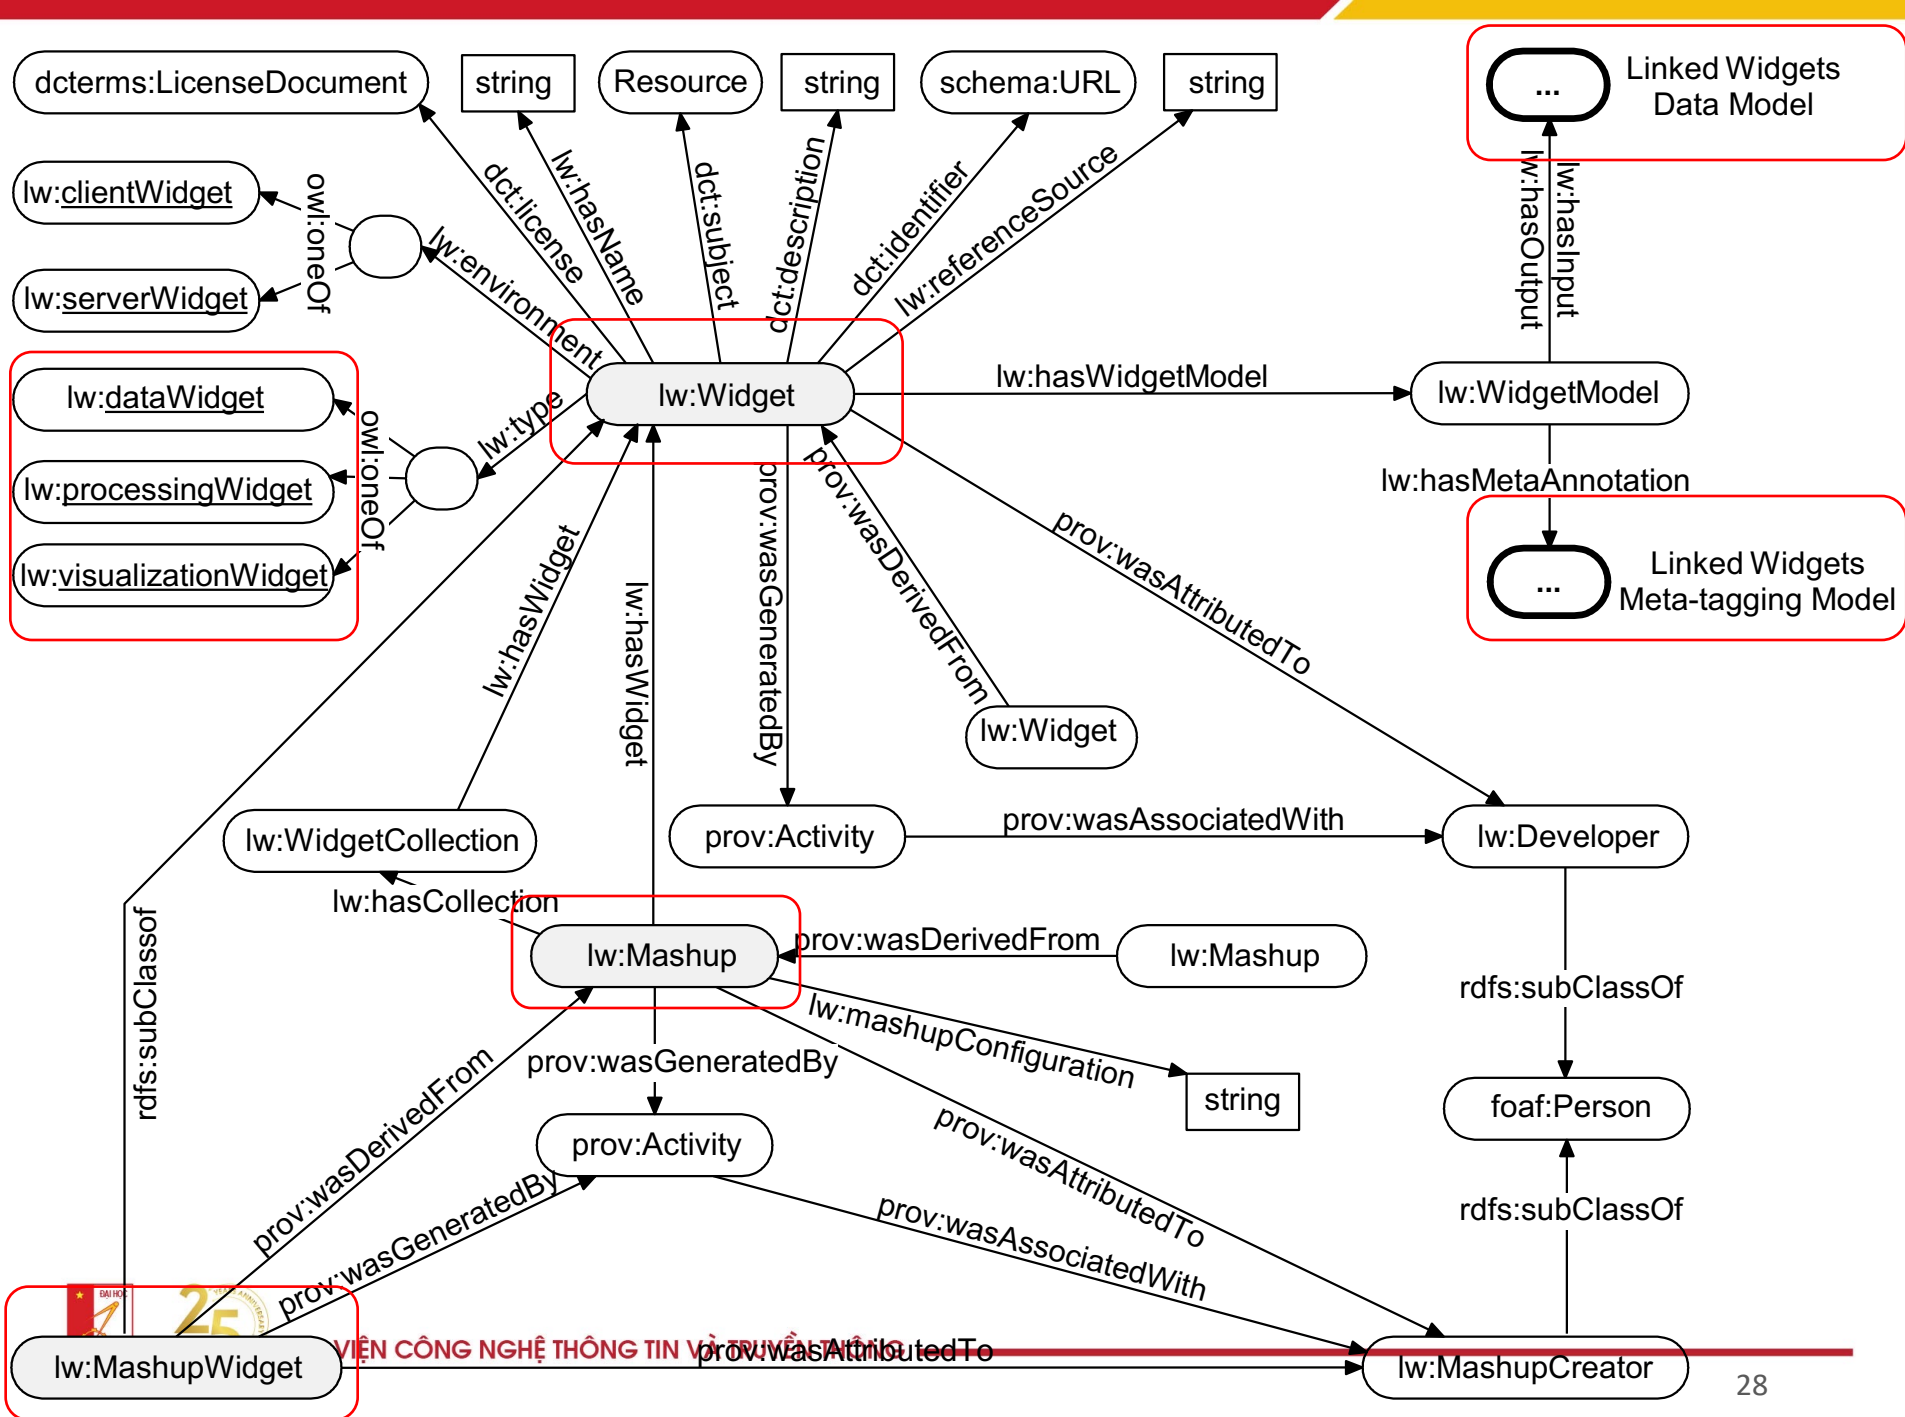 dcterms:LicenseDocument
string
Resource
string
schema:URL
string
...
Linked Widgets
Data Model
lw:clientWidget
lw:serverWidget
owl:oneOf
lw:environment
dct:license
lw:hasName
dct:subject
dct:description
dct:identifier
lw:referenceSource
lw:hasOutput
lw:hasInput
lw:dataWidget
lw:processingWidget
lw:visualizationWidget
owl:oneOf
lw:type
lw:Widget
lw:hasWidgetModel
lw:WidgetModel
lw:hasMetaAnnotation
...
Linked Widgets
Meta-tagging Model
lw:hasWidget
lw:hasWidget
prov:wasGeneratedBy
prov:wasDerivedFrom
prov:wasAttributedTo
lw:Widget
lw:WidgetCollection
prov:Activity
prov:wasAssociatedWith
lw:Developer
lw:hasCollection
rdfs:subClassof
lw:Mashup
prov:wasDerivedFrom
lw:Mashup
rdfs:subClassOf
lw:mashupConfiguration
string
prov:wasGeneratedBy
prov:wasDerivedFrom
foaf:Person
prov:Activity
prov:wasAttributedTo
prov:wasGeneratedBy
prov:wasAssociatedWith
rdfs:subClassOf
ĐẠI HỌC
25
YEARS ANNIVERSARY
VIỆN CÔNG NGHỆ THÔNG TIN VÀ TRUYỀN THÔNG
prov:wasAttributedTo
lw:MashupWidget
lw:MashupCreator
28